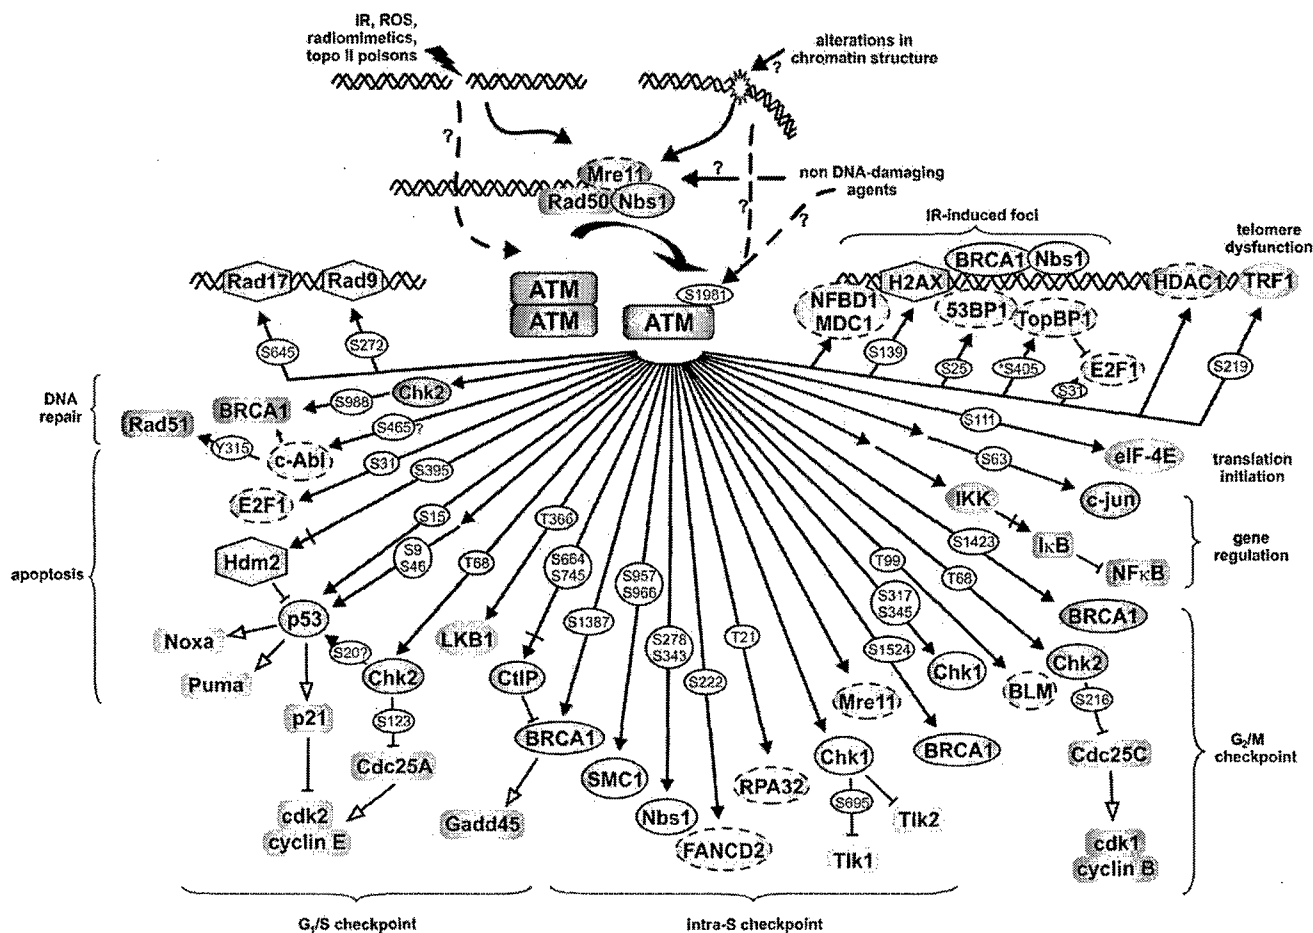 IR, ROS,
radiomimetics,
topo II poisons
alterations in
chromatin structure
?
?
Mre11
Rad50
Nbs1
?
non DNA-damaging
agents
?
?
IR-induced foci
telomere
dysfunction
Rad17
Rad9
ATM
ATM
S1981
ATM
NFBD1
MDC1
H2AX
BRCA1
Nbs1
53BP1
TopBP1
HDAC1
TRF1
E2F1
S645
S272
S139
S25
*S405
S31
S219
DNA
repair
BRCA1
S988
Chk2
Rad51
Y315
S465?
c-Abl
S111
eIF-4E
translation
initiation
S31
S395
S63
c-jun
E2F1
IKK
IκB
NFκB
gene
regulation
apoptosis
Hdm2
S15
S9
S46
T68
T366
S664
S745
S957
S966
T99
T68
S1423
S317
S345
BRCA1
Noxa
p53
S20?
Puma
Chk2
LKB1
CtIP
S1387
S278
S343
S222
T21
S1524
Chk1
Mre11
BLM
Chk2
S216
p21
S123
BRCA1
Chk1
BRCA1
Cdc25C
G2/M
checkpoint
Cdc25A
SMC1
RPA32
S695
cdk2
cyclin E
Gadd45
Nbs1
FANCD2
Tlk2
Tlk1
cdk1
cyclin B
G1/S checkpoint
Intra-S checkpoint